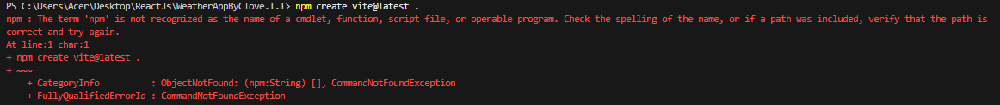 PS C:\Users\Acer\Desktop\ReactJs\WeatherAppByClove.I.T> npm create vite@latest .
npm : The term 'npm' is not recognized as the name of a cmdlet, function, script file, or operable program. Check the spelling of the name, or if a path was included, verify that the path is
correct and try again.
At line:1 char:1
+ npm create vite@latest .
+ ~~~
    + CategoryInfo          : ObjectNotFound: (npm:String) [], CommandNotFoundException
    + FullyQualifiedErrorId : CommandNotFoundException